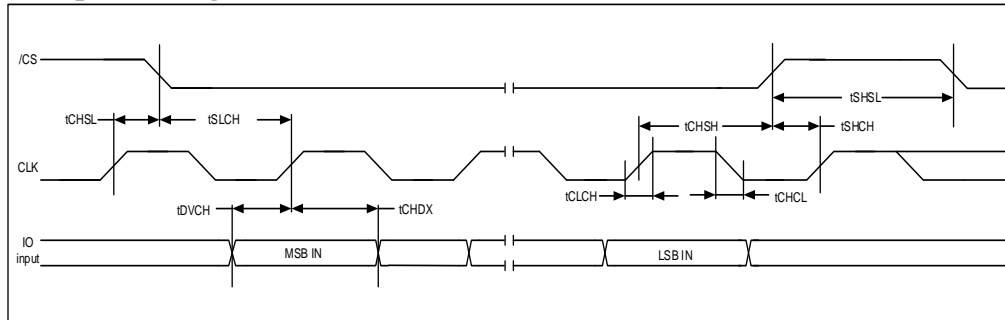 /CS
tSHSL
tCHSL
tSLCH
tCHSH
tSHCH
CLK
tCLCH
tCHCL
tDVCH
tCHDX
IO
input
MSB IN
LSB IN